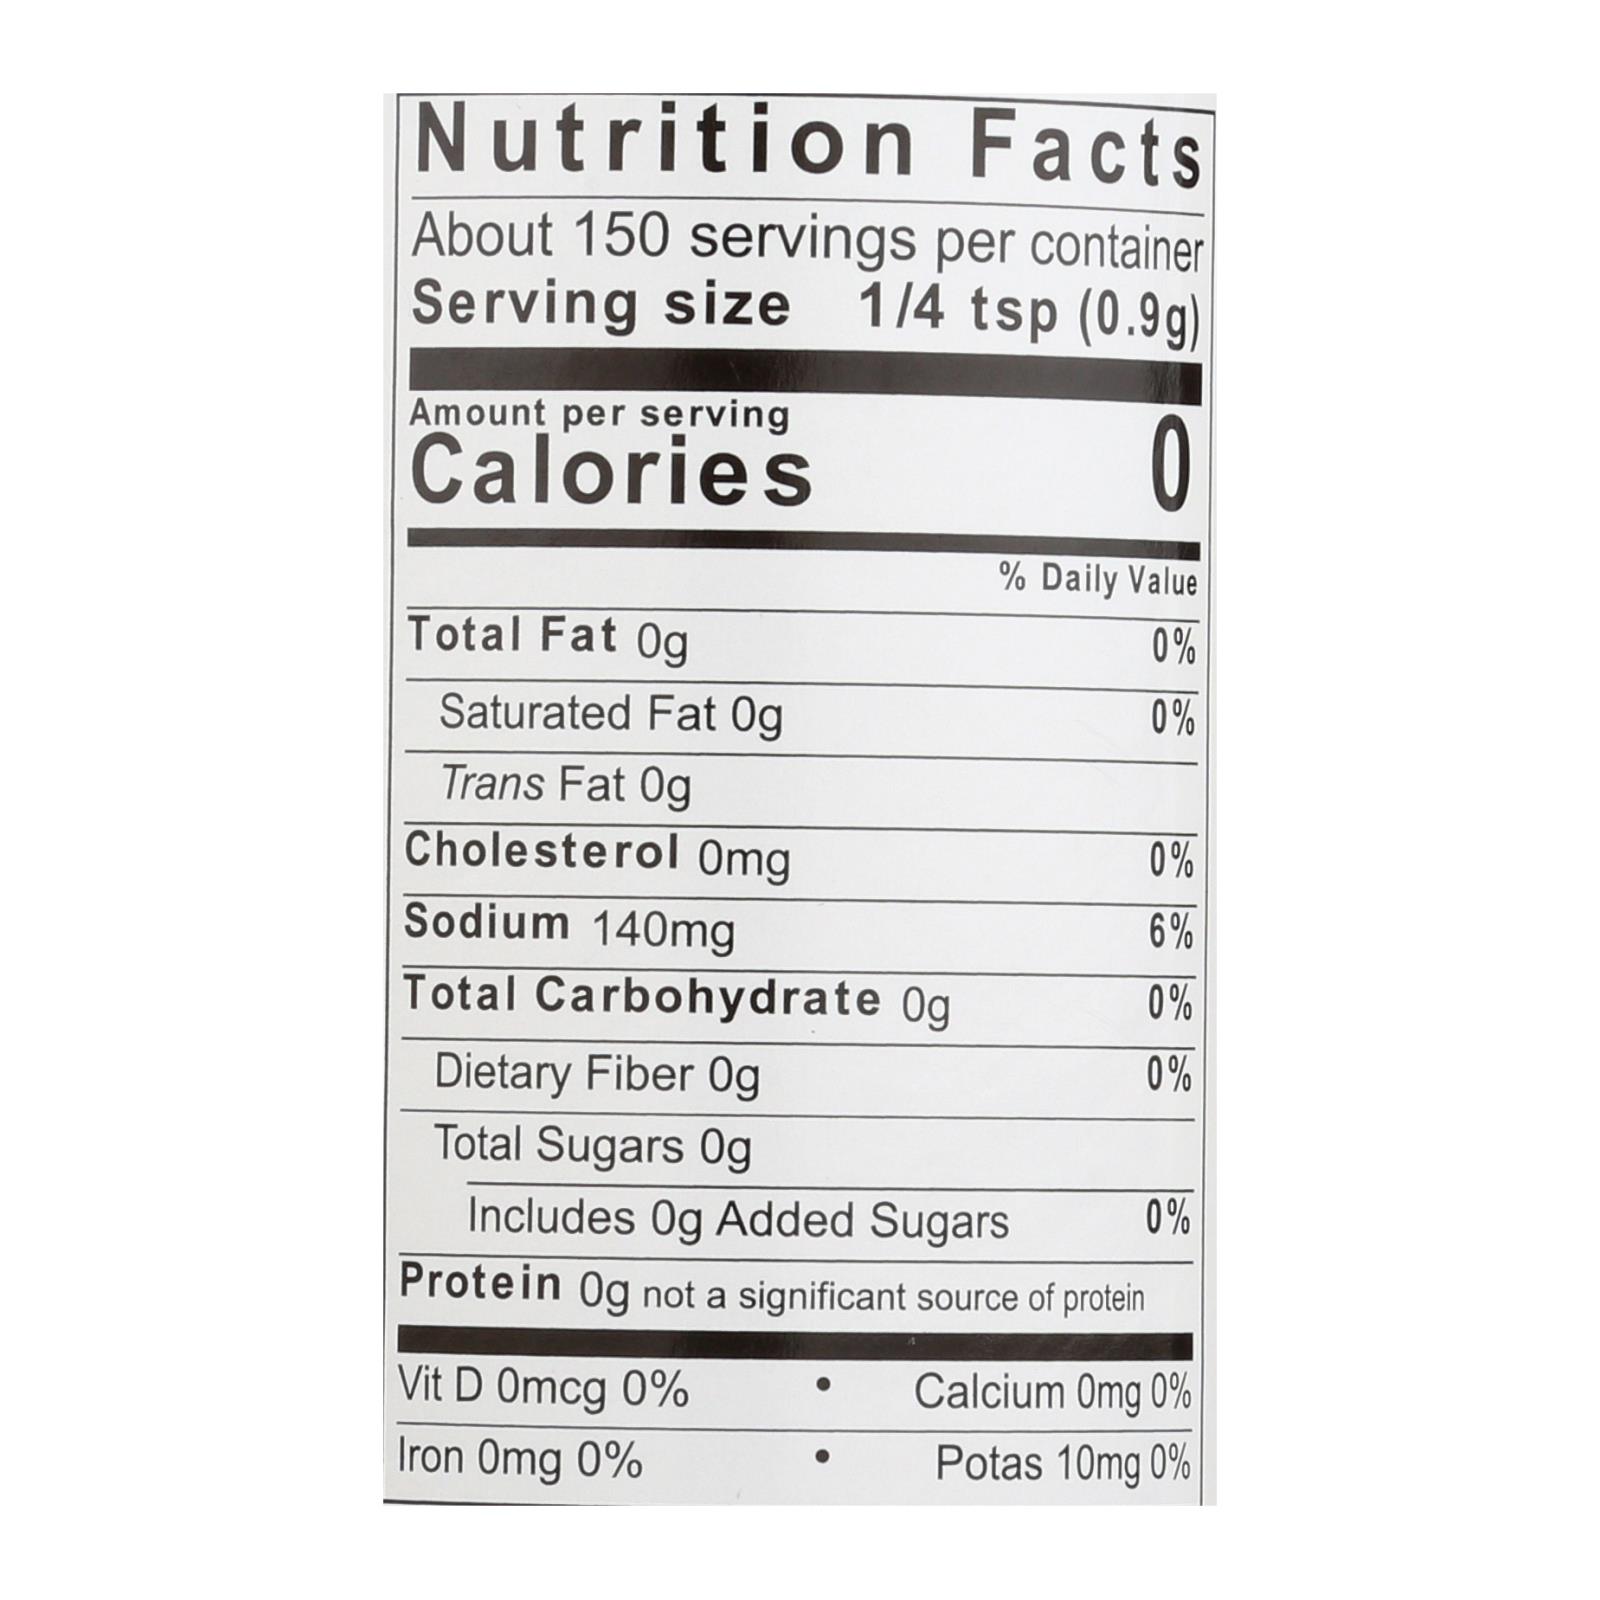 Nutrition Facts
About 150 servings per container
Serving size 1/4 tsp (0.9g)
Amount per serving
Calories 0
% Daily Value
Total Fat 0g 0%
Saturated Fat 0g 0%
Trans Fat 0g
Cholesterol 0mg 0%
Sodium 140mg 6%
Total Carbohydrate 0g 0%
Dietary Fiber 0g 0%
Total Sugars 0g
Includes 0g Added Sugars 0%
Protein 0g not a significant source of protein
Vit D 0mcg 0% • Calcium 0mg 0%
Iron 0mg 0% • Potas 10mg 0%